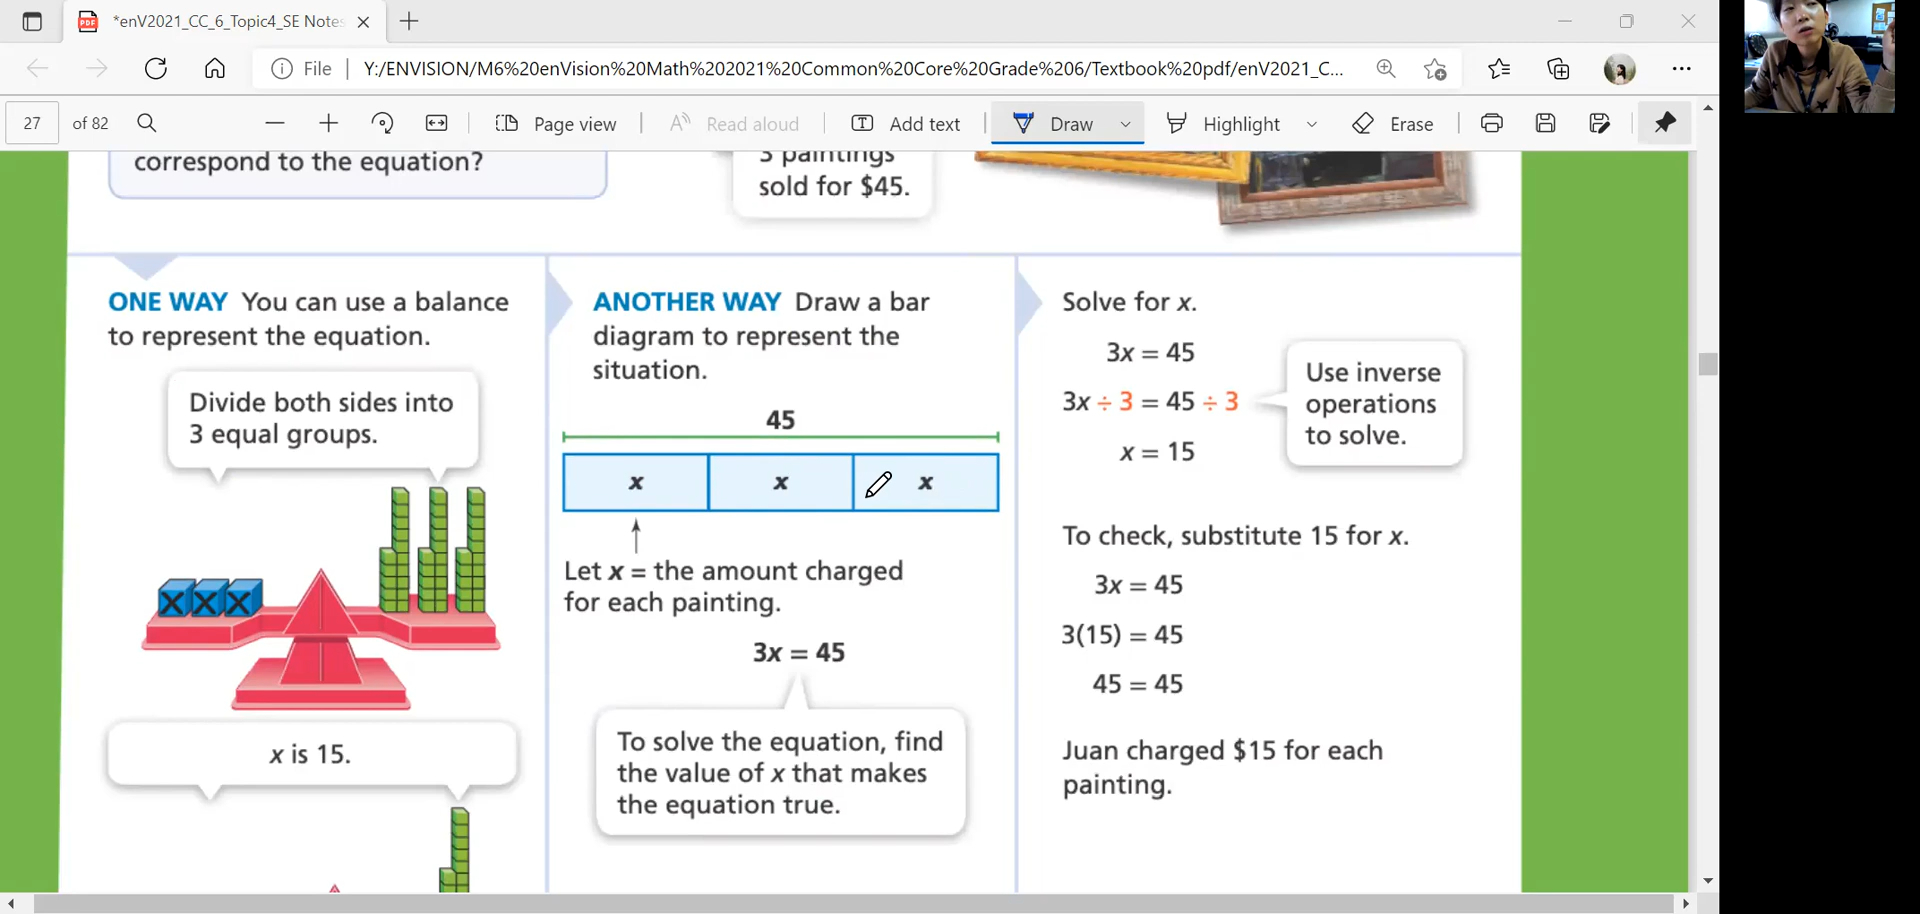 *enV2021_CC_6_Topic4_SE Notes
File
Y:/ENVISION/M6%20enVision%20Math%202021%20Common%20Core%20Grade%206/Textbook%20pdf/enV2021_C...
27 of 82
Page view
Read aloud
Add text
Draw
Highlight
Erase
correspond to the equation?
3 paintings
sold for $45.
ONE WAY You can use a balance
to represent the equation.
Divide both sides into
3 equal groups.
X X X
x is 15.
ANOTHER WAY Draw a bar
diagram to represent the
situation.
45
x x x
Let x = the amount charged
for each painting.
3x = 45
To solve the equation, find
the value of x that makes
the equation true.
Solve for x.
3x = 45
3x ÷ 3 = 45 ÷ 3
x = 15
Use inverse
operations
to solve.
To check, substitute 15 for x.
3x = 45
3(15) = 45
45 = 45
Juan charged $15 for each
painting.